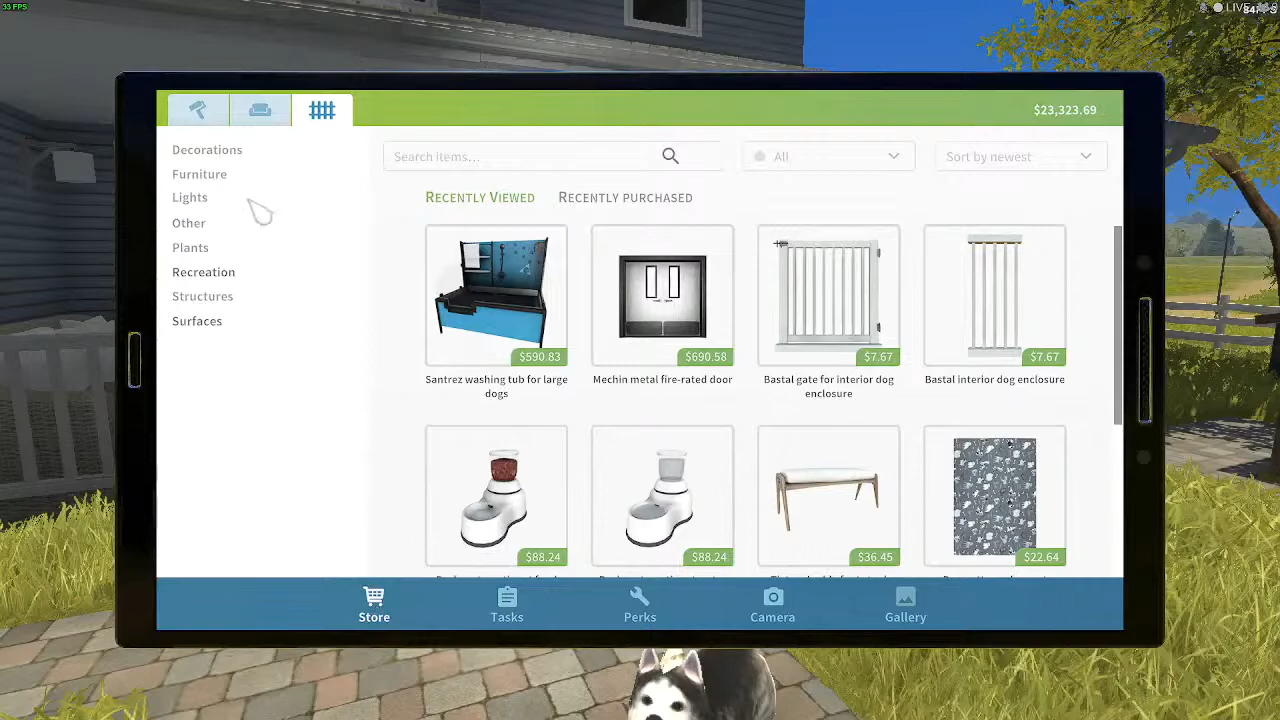 33 FPS
LIVE
$23,323.69
Decorations
Furniture
Lights
Other
Plants
Recreation
Structures
Surfaces
Search items...
All
Sort by newest
RECENTLY VIEWED
RECENTLY PURCHASED
$590.83
$690.58
$7.67
$7.67
Santrez washing tub for large
dogs
Mechin metal fire-rated door
Bastal gate for interior dog
enclosure
Bastal interior dog enclosure
$88.24
$88.24
$36.45
$22.64
Store
Tasks
Perks
Camera
Gallery